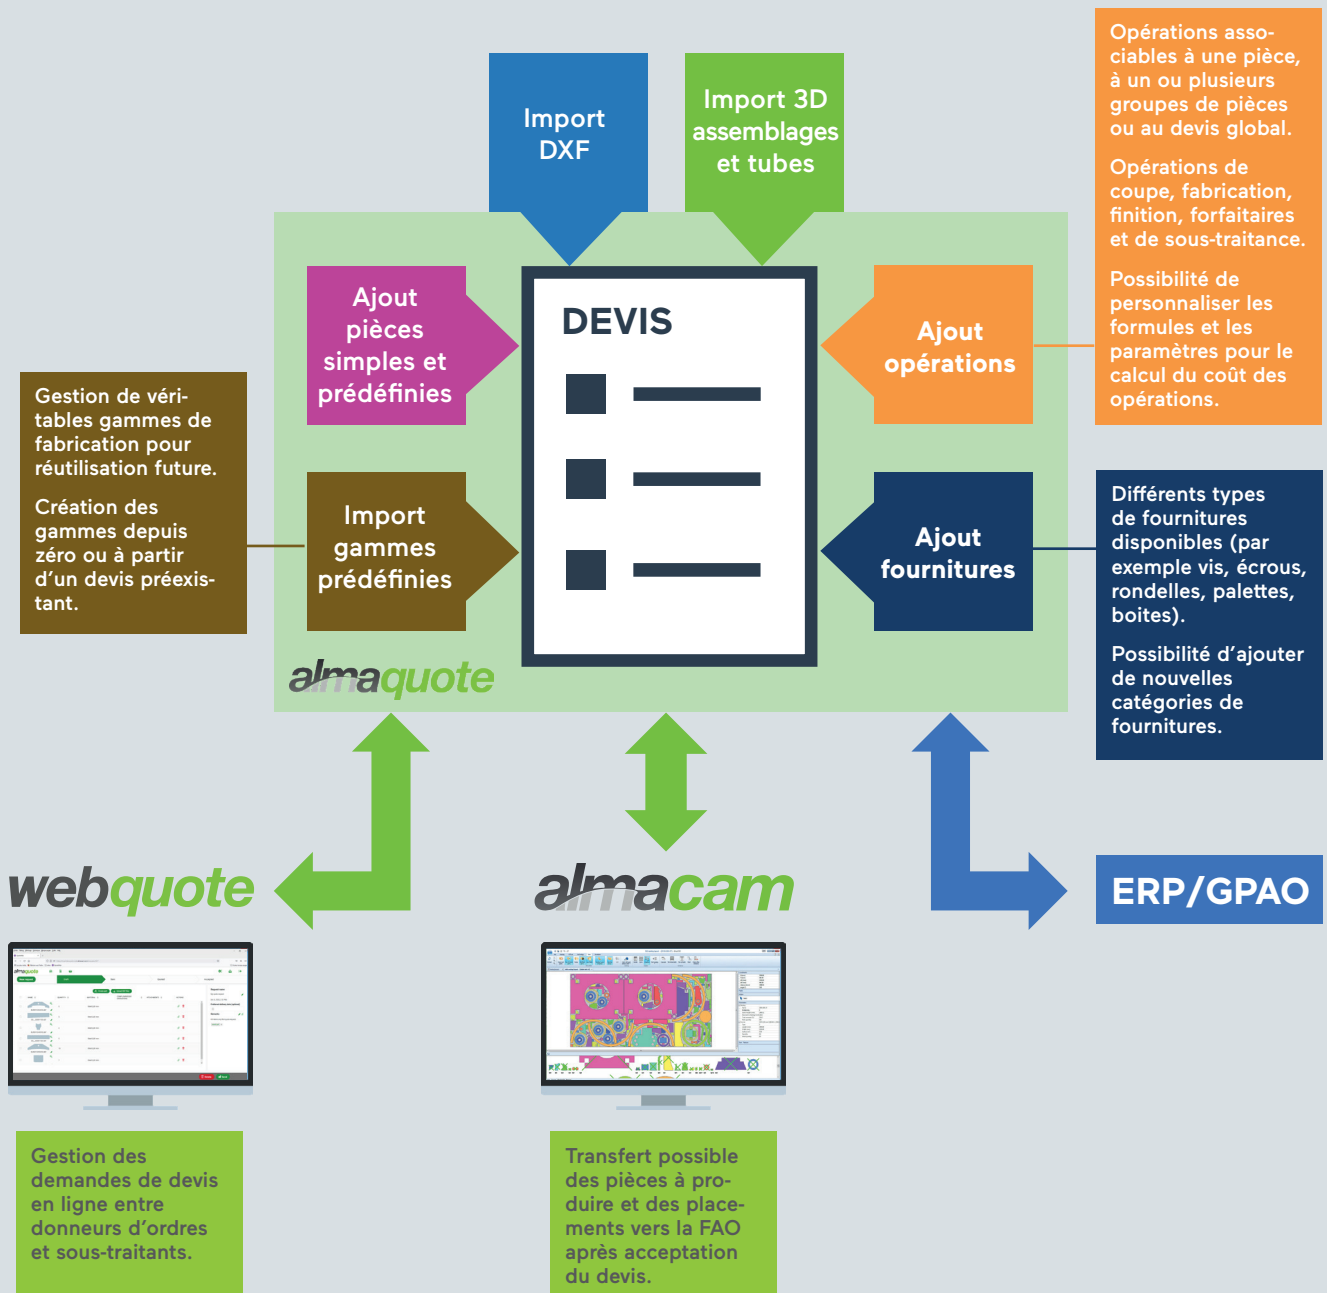 Import
DXF
Import 3D
assemblages
et tubes
Opérations asso-
ciables à une pièce,
à un ou plusieurs
groupes de pièces
ou au devis global.
Opérations de
coupe, fabrication,
finition, forfaitaires
et de sous-traitance.
Possibilité de
personnaliser les
formules et les
paramètres pour le
calcul du coût des
opérations.
Ajout
pièces
simples et
prédéfinies
DEVIS
Ajout
opérations
Gestion de véri-
tables gammes de
fabrication pour
réutilisation future.
Création des
gammes depuis
zéro ou à partir
d'un devis préexis-
tant.
Import
gammes
prédéfinies
Ajout
fournitures
Différents types
de fournitures
disponibles (par
exemple vis, écrous,
rondelles, palettes,
boites).
Possibilité d'ajouter
de nouvelles
catégories de
fournitures.
almaquote
webquote
almacam
ERP/GPAO
almaquote
Gestion des
demandes de devis
en ligne entre
donneurs d'ordres
et sous-traitants.
Transfert possible
des pièces à pro-
duire et des place-
ments vers la FAO
après acceptation
du devis.